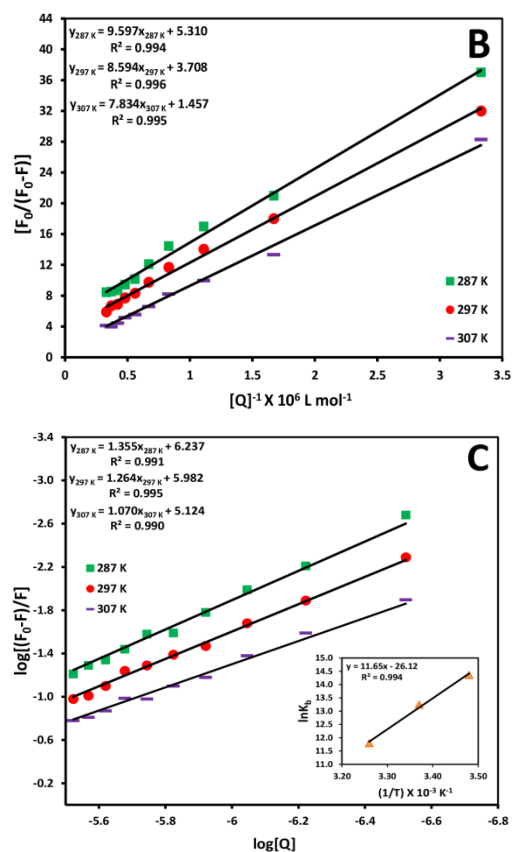 B
y287 K = 9.597x287 K + 5.310
R² = 0.994
y297 K = 8.594x297 K + 3.708
R² = 0.996
y307 K = 7.834x307 K + 1.457
R² = 0.995
44
40
36
32
28
24
20
16
12
8
4
0
[F0/(F0-F)]
287 K
297 K
307 K
0 0.5 1 1.5 2 2.5 3 3.5
[Q]-1 X 10⁶ L mol-1
C
y287 K = 1.355x287 K + 6.237
R² = 0.991
y297 K = 1.264x297 K + 5.982
R² = 0.995
y307 K = 1.070x307 K + 5.124
R² = 0.990
-3.4
-3.0
-2.6
-2.2
-1.8
-1.4
-1.0
-0.6
-0.2
log[(F0-F)/F]
287 K
297 K
307 K
y = 11.65x - 26.12
R² = 0.994
15.0
14.5
14.0
13.5
13.0
12.5
12.0
11.5
11.0
lnKb
3.20 3.30 3.40 3.50
(1/T) X 10-3 K-1
-5.6 -5.8 -6 -6.2 -6.4 -6.6 -6.8
log[Q]